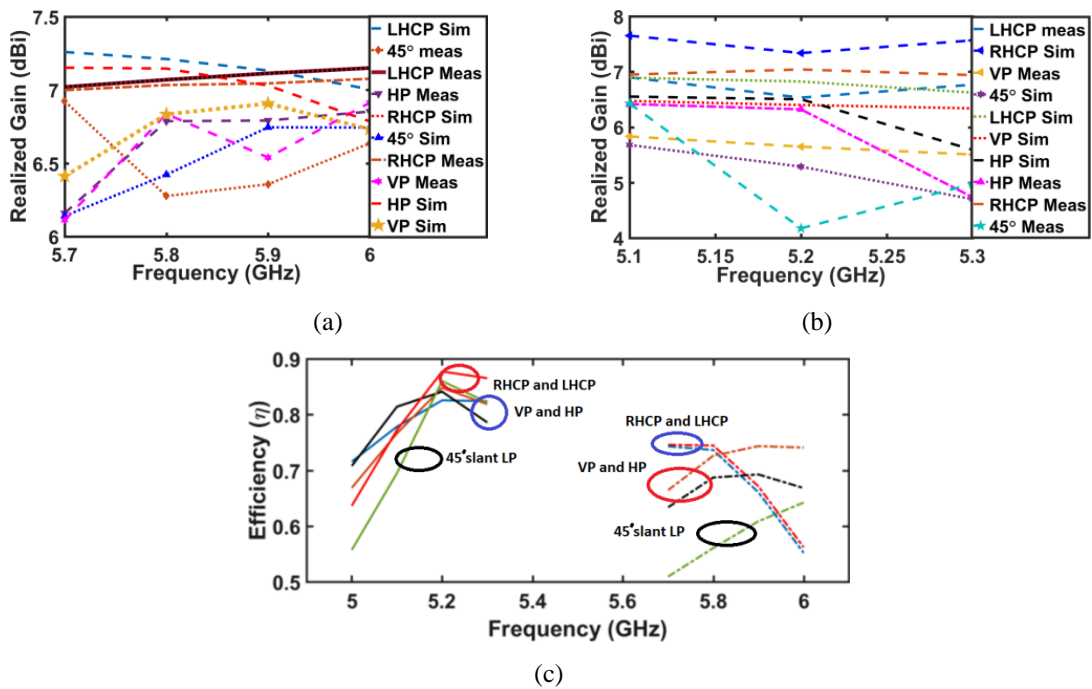 7.5
7
6.5
6
Realized Gain (dBi)
5.7
5.8
5.9
6
Frequency (GHz)
LHCP Sim
45° meas
LHCP Meas
HP Meas
RHCP Sim
45° Sim
RHCP Meas
VP Meas
HP Sim
VP Sim
(a)
8
7
6
5
4
Realized Gain (dBi)
5.1
5.15
5.2
5.25
5.3
Frequency (GHz)
LHCP meas
RHCP Sim
VP Meas
45° Sim
LHCP Sim
VP Sim
HP Sim
HP Meas
RHCP Meas
45° Meas
(b)
0.9
0.8
0.7
0.6
0.5
Efficiency (η)
RHCP and LHCP
VP and HP
45°slant LP
RHCP and LHCP
VP and HP
45°slant LP
5
5.2
5.4
5.6
5.8
6
Frequency (GHz)
(c)